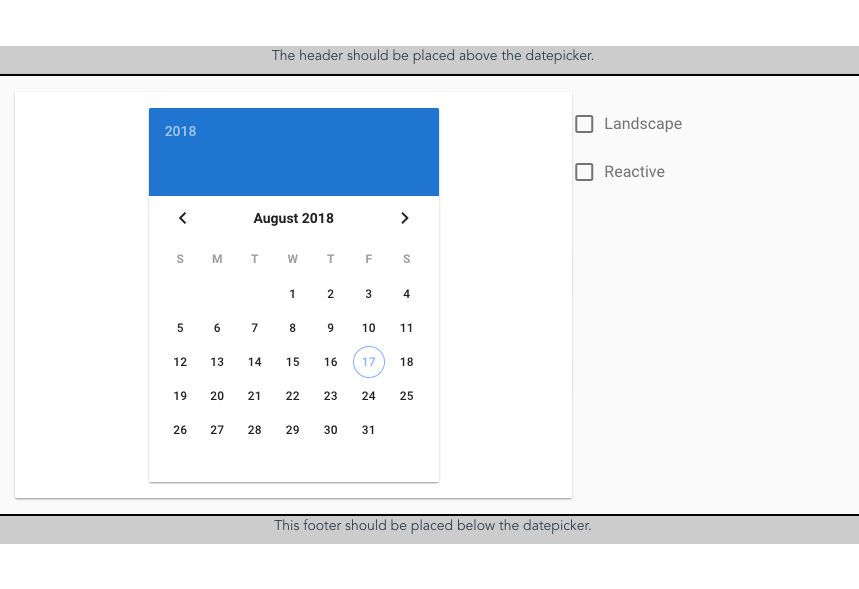 The header should be placed above the datepicker.
2018
Landscape
Reactive
August 2018
S M T W T F S
1 2 3 4
5 6 7 8 9 10 11
12 13 14 15 16 17 18
19 20 21 22 23 24 25
26 27 28 29 30 31
This footer should be placed below the datepicker.